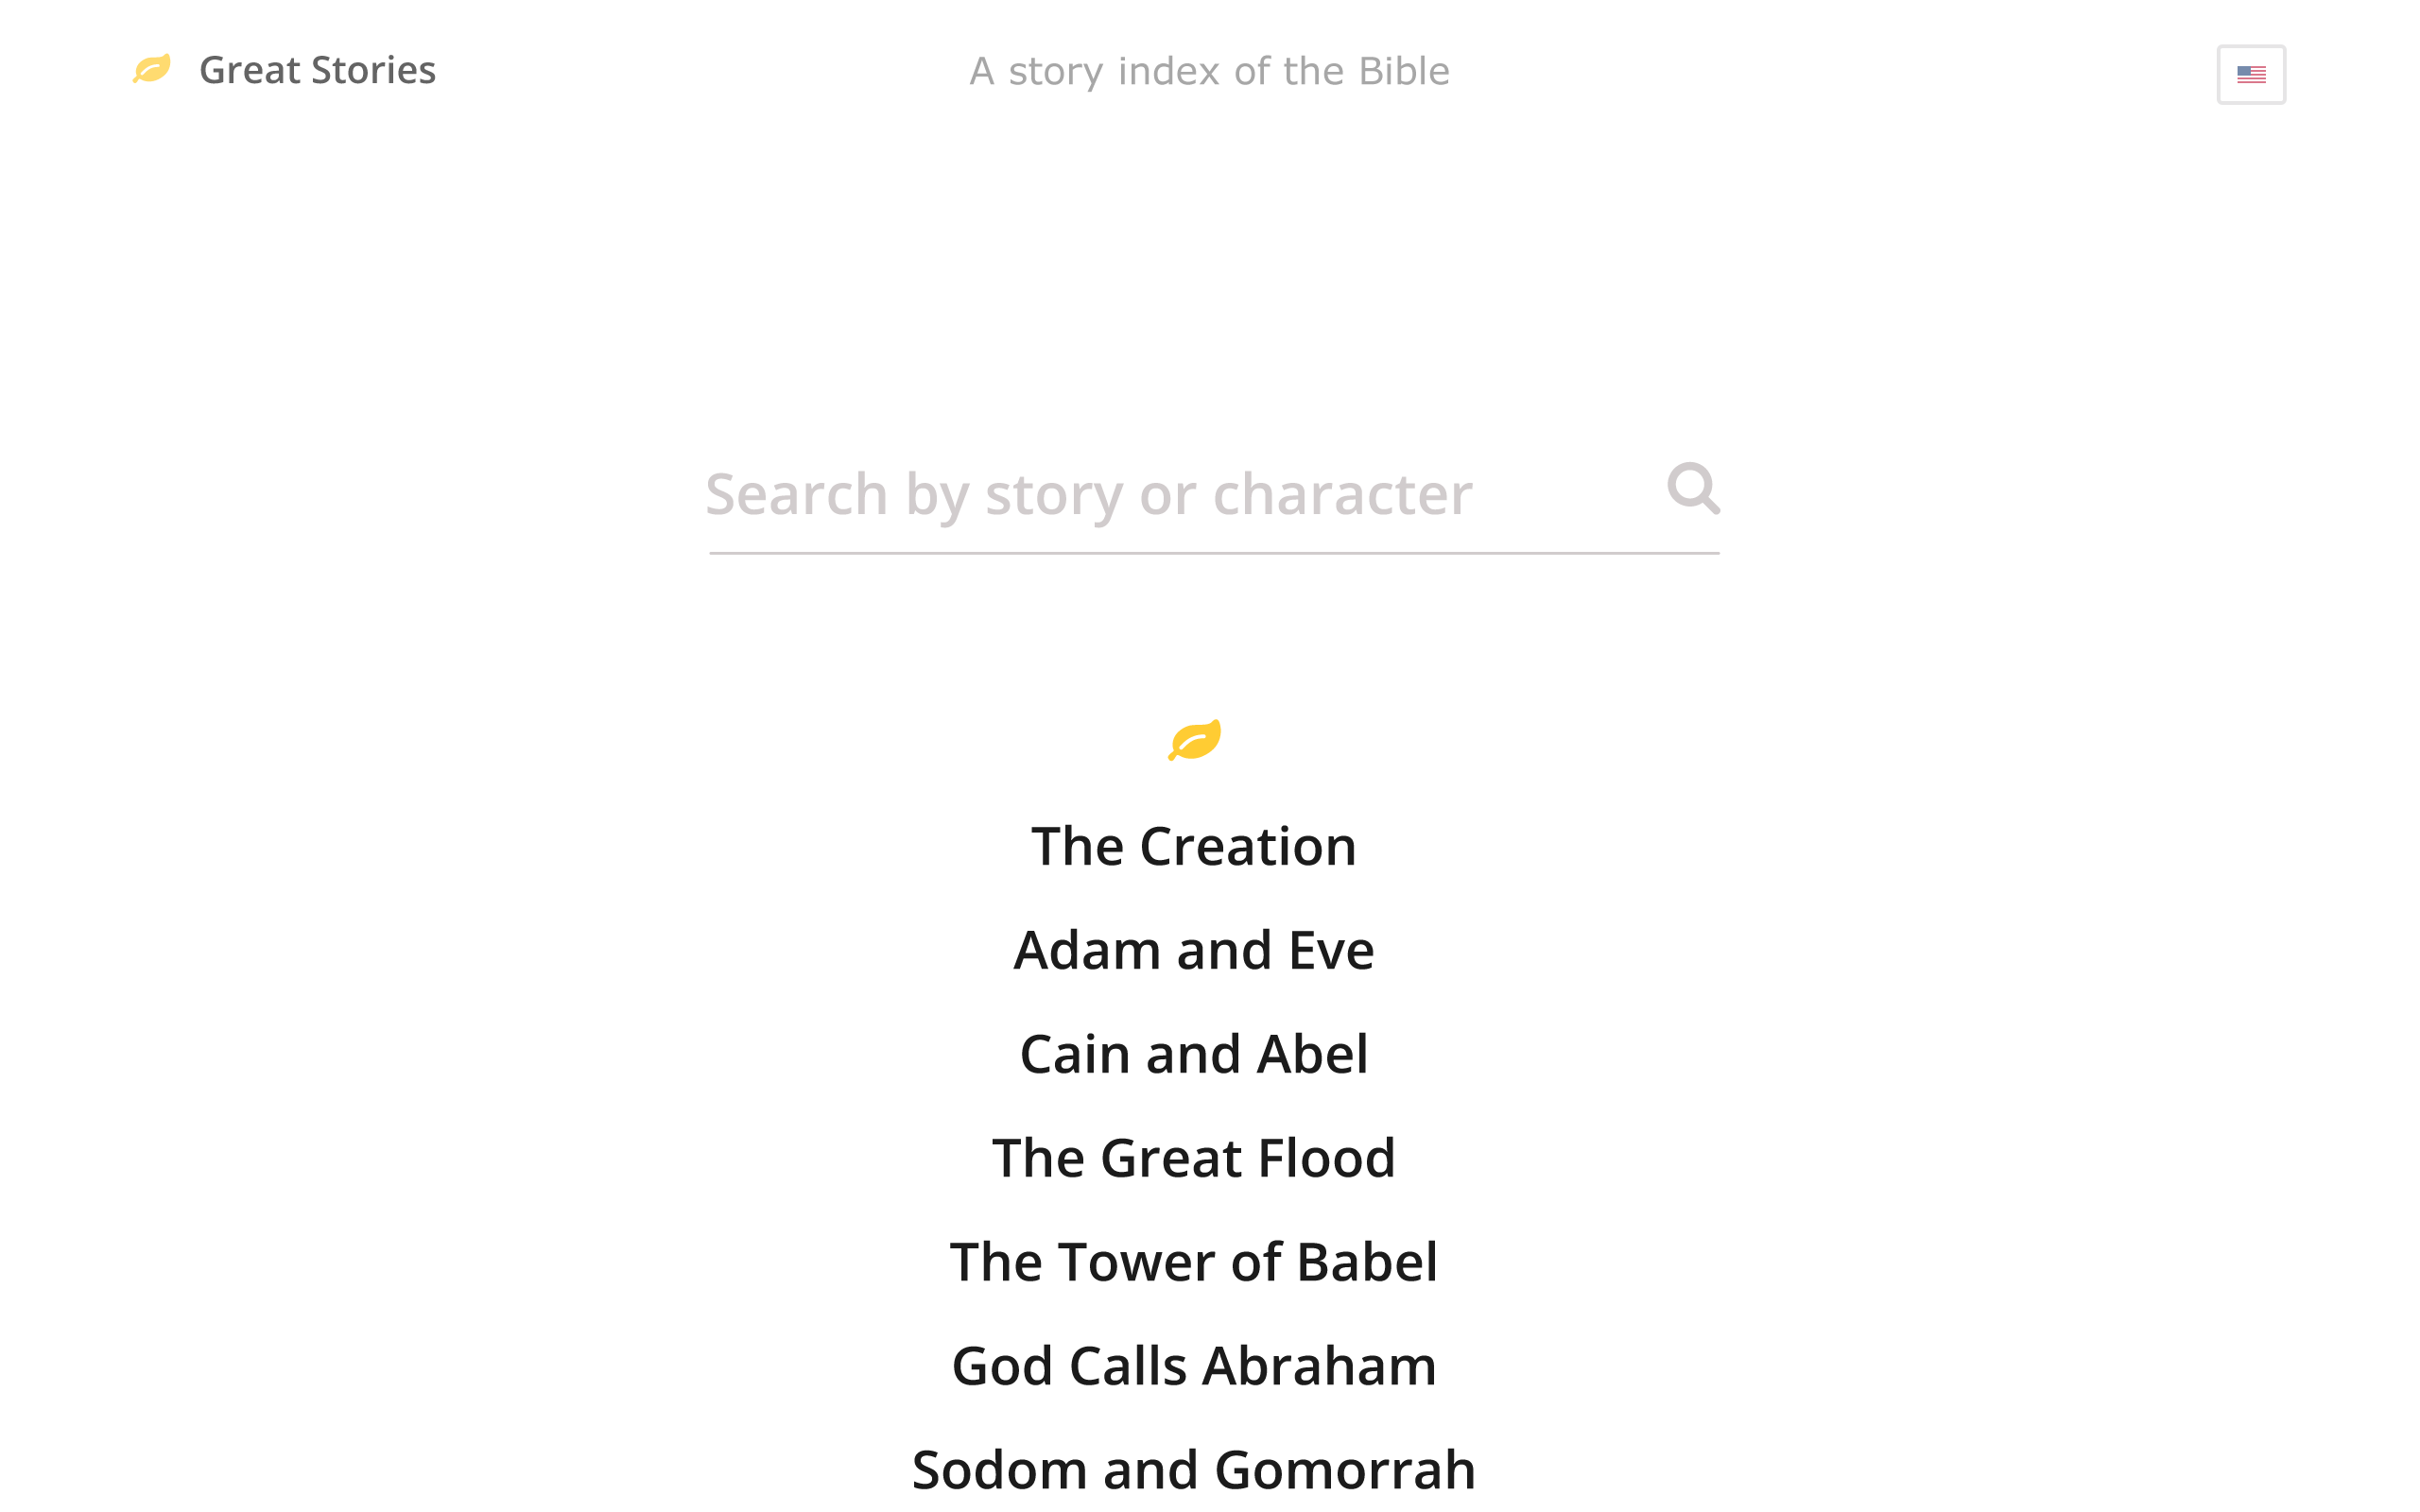 Great Stories
A story index of the Bible
Search by story or character
The Creation
Adam and Eve
Cain and Abel
The Great Flood
The Tower of Babel
God Calls Abraham
Sodom and Gomorrah